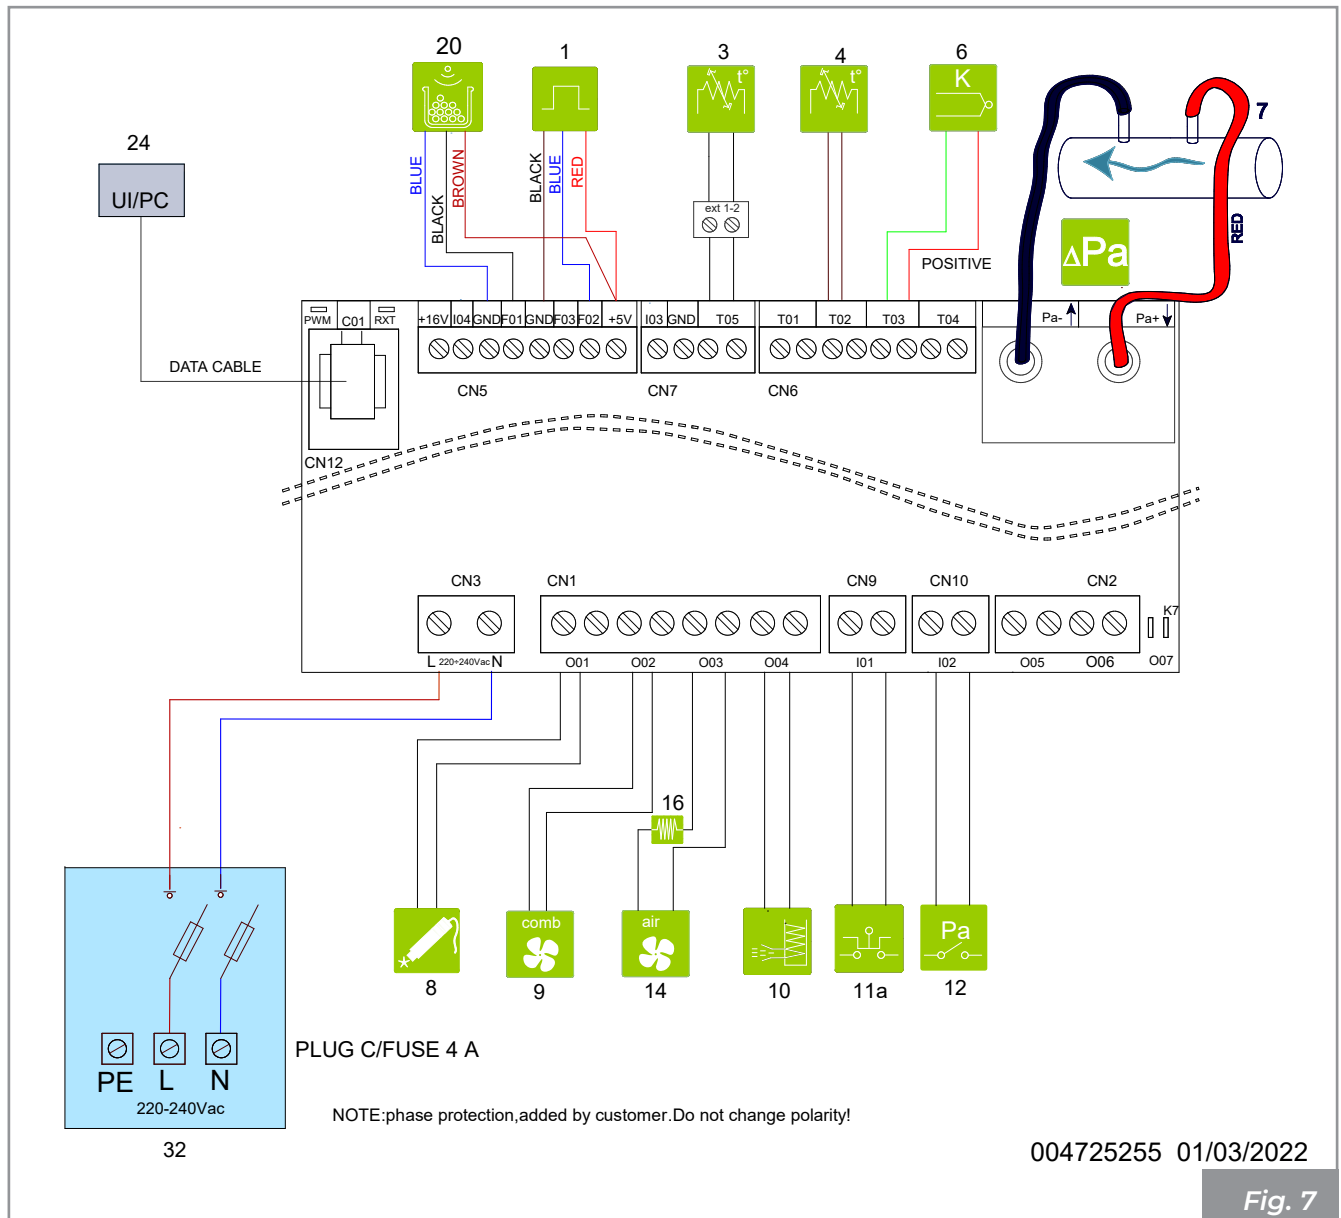 20 1 3 4 6
24
UI/PC
7
BLUE BLACK BROWN BLACK BLUE RED
t° t° K
ext 1-2
POSITIVE
ΔPa
RED
PWM C01 RXT +16V I04 GND F01 GND F03 F02 +5V I03 GND T05 T01 T02 T03 T04 Pa- Pa+
DATA CABLE
CN5 CN7 CN6
CN12
CN3 CN1 CN9 CN10 CN2
K7
L 220÷240Vac N O01 O02 O03 O04 I01 I02 O05 O06 O07
16
comb air Pa
8 9 14 10 11a 12
PLUG C/FUSE 4 A
PE L N
220-240Vac
NOTE:phase protection,added by customer.Do not change polarity!
32
004725255 01/03/2022
Fig. 7